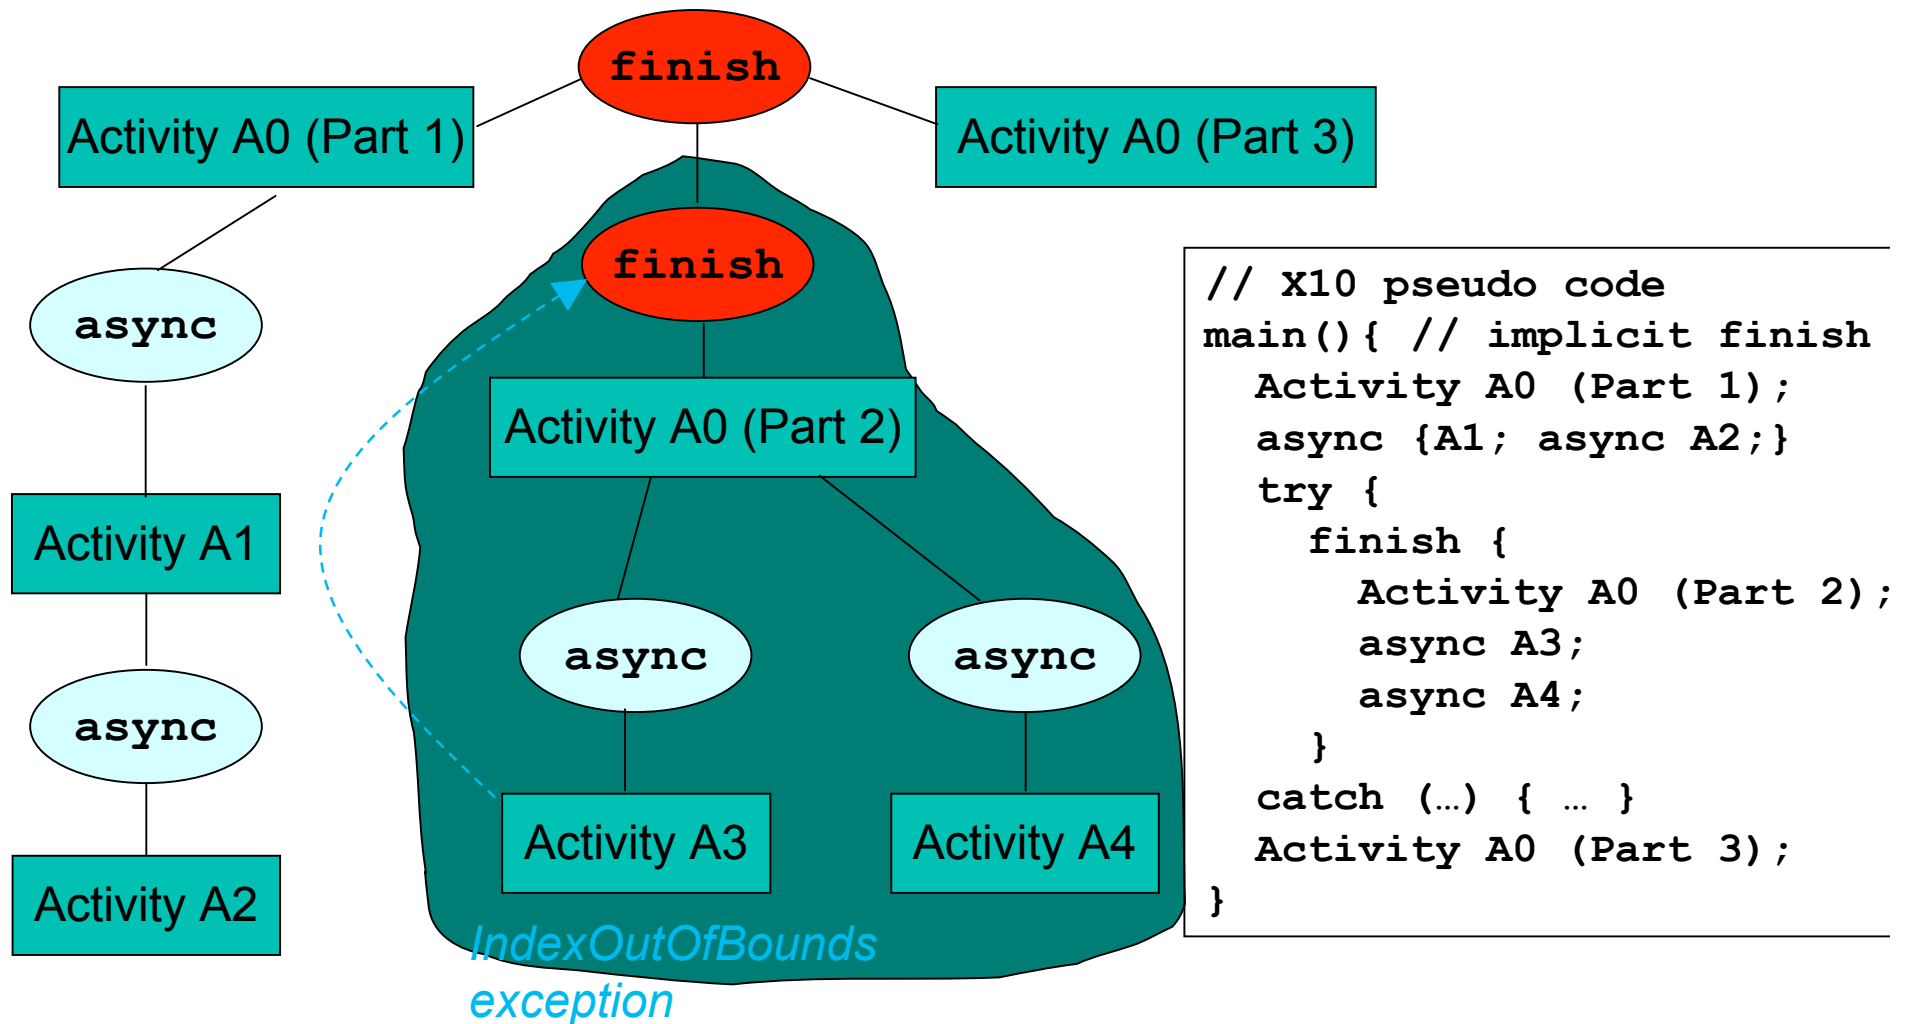 finish
Activity A0 (Part 1)
Activity A0 (Part 3)
finish
async
Activity A0 (Part 2)
Activity A1
async
async
async
Activity A3
Activity A4
Activity A2
IndexOutOfBounds
exception
// X10 pseudo code
main(){ // implicit finish
Activity A0 (Part 1);
async {A1; async A2;}
try {
finish {
Activity A0 (Part 2);
async A3;
async A4;
}
catch (…) { … }
Activity A0 (Part 3);
}